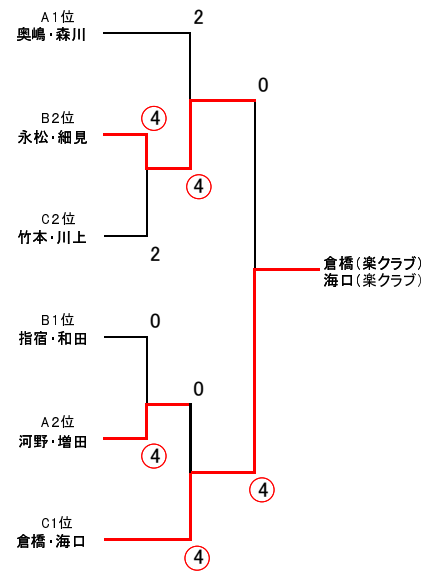 A1位
奥嶋・森川
2
0
B2位
永松・細見
④
④
C2位
竹本・川上
2
倉橋(楽クラブ)
海口(楽クラブ)
B1位
指宿・和田
0
0
A2位
河野・増田
④
④
C1位
倉橋・海口
④